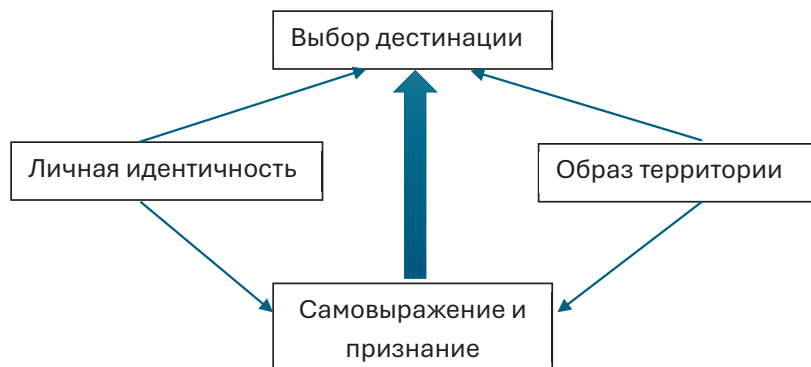 Выбор дестинации
Личная идентичность
Образ территории
Самовыражение и
признание